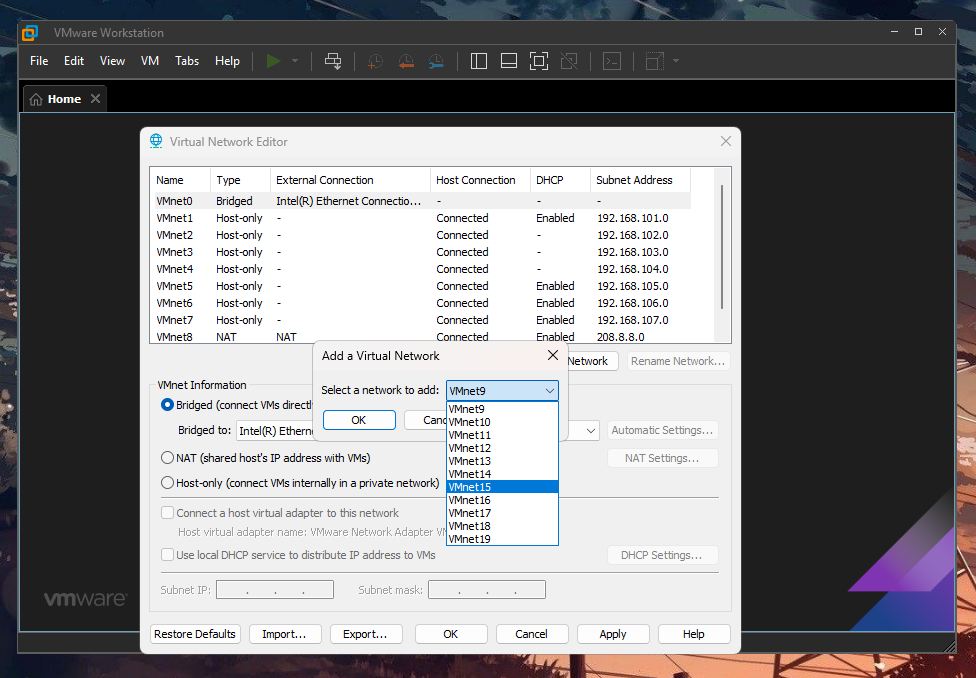 VMware Workstation
File Edit View VM Tabs Help
Home
Virtual Network Editor
Name Type External Connection Host Connection DHCP Subnet Address
VMnet0 Bridged Intel(R) Ethernet Connectio... - - -
VMnet1 Host-only - Connected Enabled 192.168.101.0
VMnet2 Host-only - Connected - 192.168.102.0
VMnet3 Host-only - Connected - 192.168.103.0
VMnet4 Host-only - Connected - 192.168.104.0
VMnet5 Host-only - Connected Enabled 192.168.105.0
VMnet6 Host-only - Connected Enabled 192.168.106.0
VMnet7 Host-only - Connected Enabled 192.168.107.0
VMnet8 NAT NAT Connected Enabled 208.8.8.0
Add a Virtual Network
Network Rename Network...
Select a network to add: VMnet9
OK
VMnet9
VMnet10
VMnet11
VMnet12
VMnet13
VMnet14
VMnet15
VMnet16
VMnet17
VMnet18
VMnet19
VMnet Information
Bridged (connect VMs
Bridged to: Intel(R) Automatic Settings...
NAT (shared host's IP address with VMs) NAT Settings...
Host-only (connect VMs internally in a private network)
Connect a host virtual adapter to this network
Host virtual adapter name: VMware Network Adapter
Use local DHCP service to distribute IP address to VMs DHCP Settings...
Subnet IP: . . . Subnet mask: . . .
vmware
Restore Defaults Import... Export... OK Cancel Apply Help